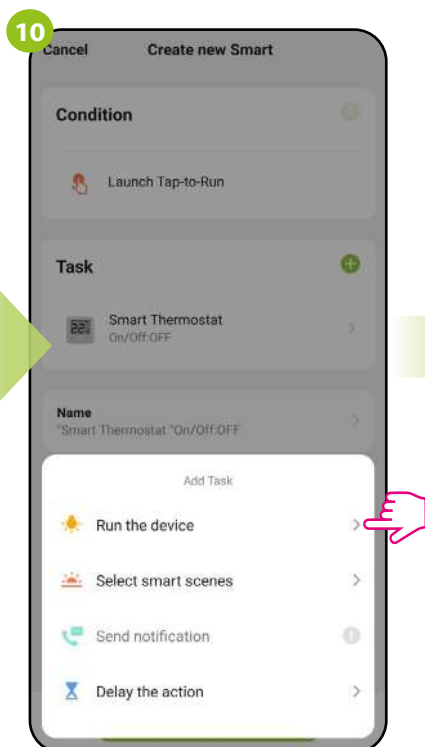 10
Cancel Create new Smart
Condition
Launch Tap-to-Run
Task
Smart Thermostat
On/Off:OFF
Name
"Smart Thermostat "On/Off:OFF
Add Task
Run the device
Select smart scenes
Send notification
Delay the action